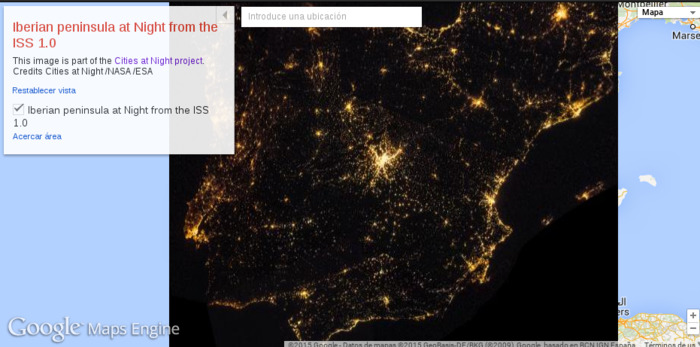 Iberian peninsula at Night from the
ISS 1.0
This image is part of the Cities at Night project.
Credits Cities at Night /NASA /ESA
Restablecer vista
Iberian peninsula at Night from the ISS
1.0
Acercar área
Introduce una ubicación
Montpellier
Mapa
Marse
Google Maps Engine
©2015 Google - Datos de mapas ©2015 GeoBasis-DE/BKG (©2009), Google, basado en BCN IGN España
Términos de us